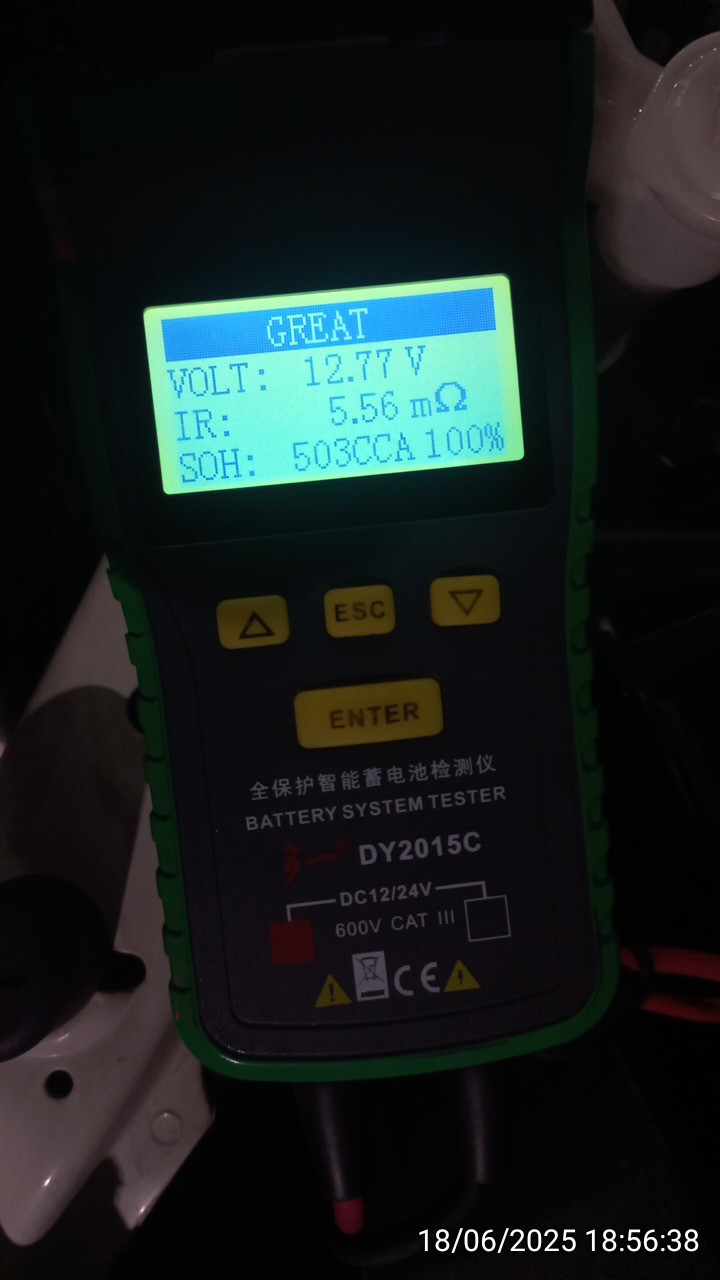 GREAT
VOLT: 12.77 V
IR: 5.56 mΩ
SOH: 503CCA 100%
ESC
ENTER
全保护智能蓄电池检测仪
BATTERY SYSTEM TESTER
DY2015C
DC12/24V
600V CAT III
CE
18/06/2025 18:56:38